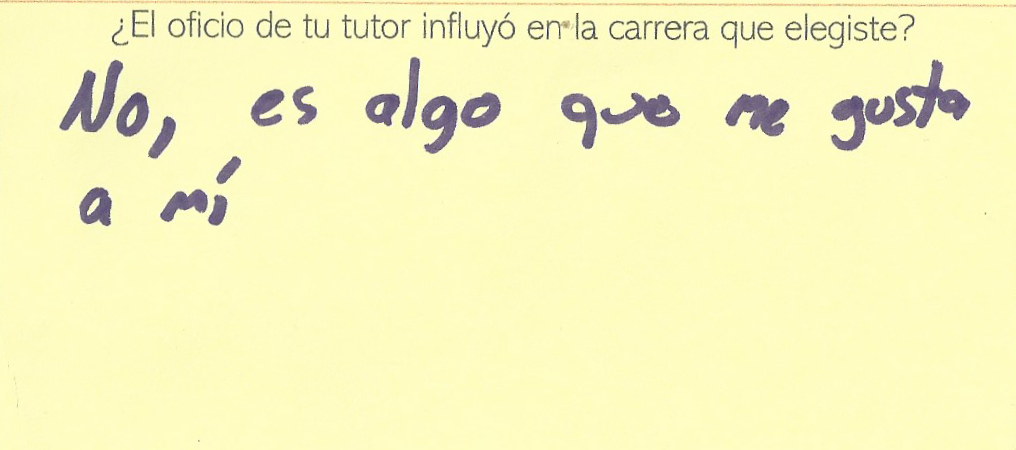 ¿El oficio de tu tutor influyó en la carrera que elegiste?
No, es algo que me gusta
a mí